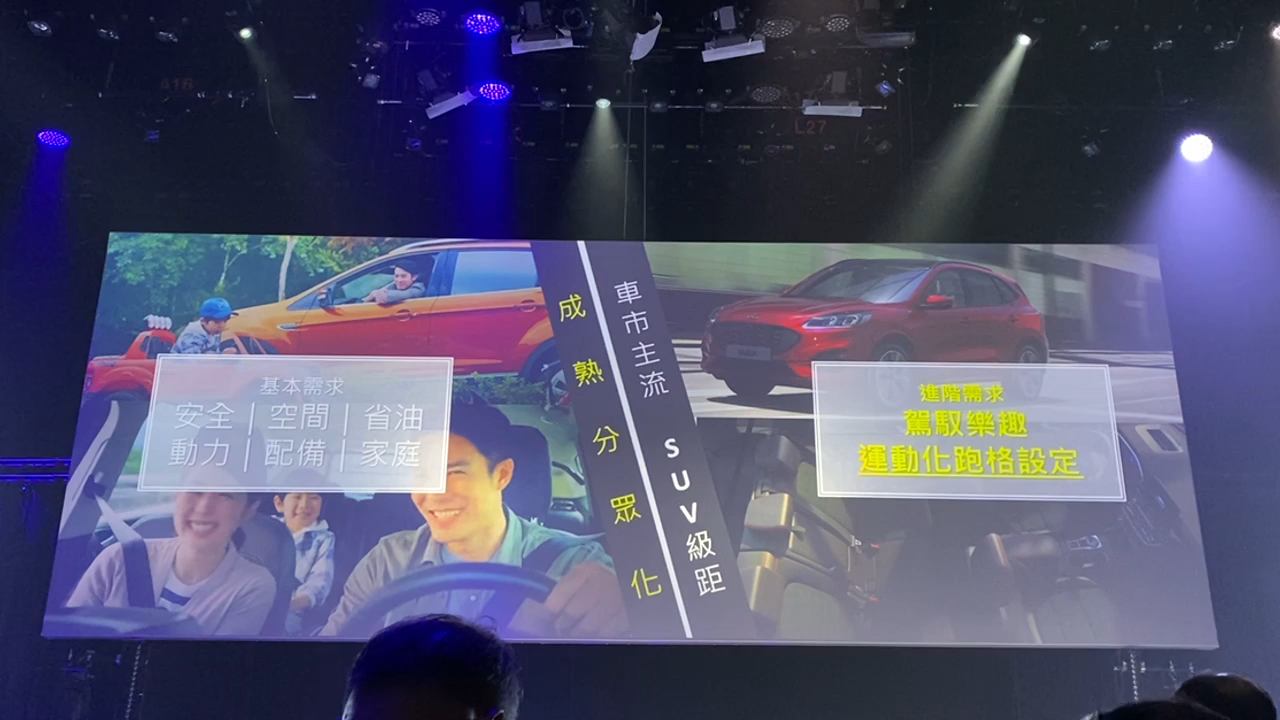 基本需求
安全｜空間｜省油
動力｜配備｜家庭
成熟分眾化
車市主流 SUV級距
進階需求
駕馭樂趣
運動化跑格設定
L27